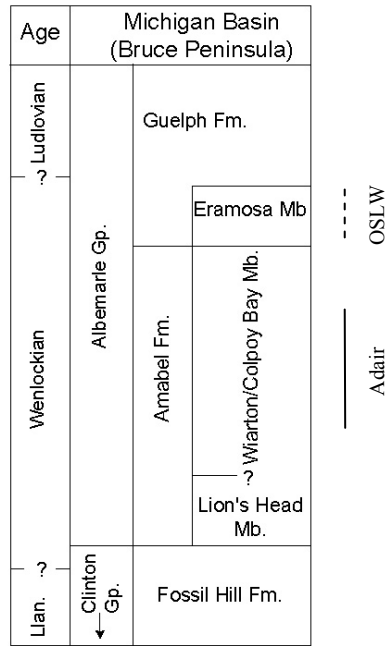 Age
Michigan Basin
(Bruce Peninsula)
Ludlovian
?
Wenlockian
?
Llan.
Albemarle Gp.
Clinton
Gp.
Guelph Fm.
Eramosa Mb
Amabel Fm.
Wiarton/Colpoy Bay Mb.
?
Lion's Head
Mb.
Fossil Hill Fm.
OSLW
Adair